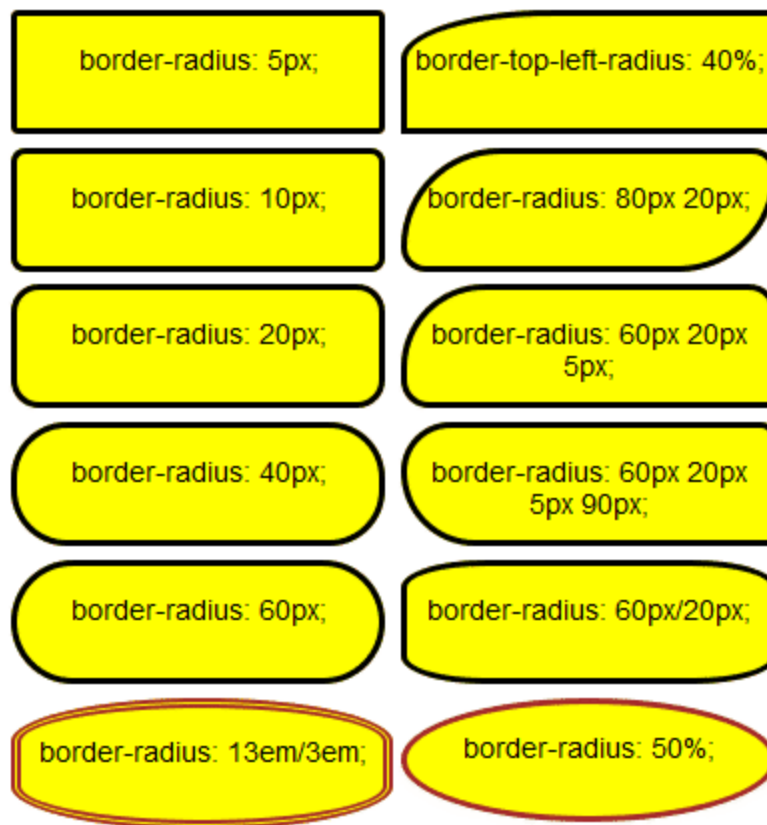 border-radius: 5px;
border-top-left-radius: 40%;
border-radius: 10px;
border-radius: 80px 20px;
border-radius: 20px;
border-radius: 60px 20px
5px;
border-radius: 40px;
border-radius: 60px 20px
5px 90px;
border-radius: 60px;
border-radius: 60px/20px;
border-radius: 13em/3em;
border-radius: 50%;